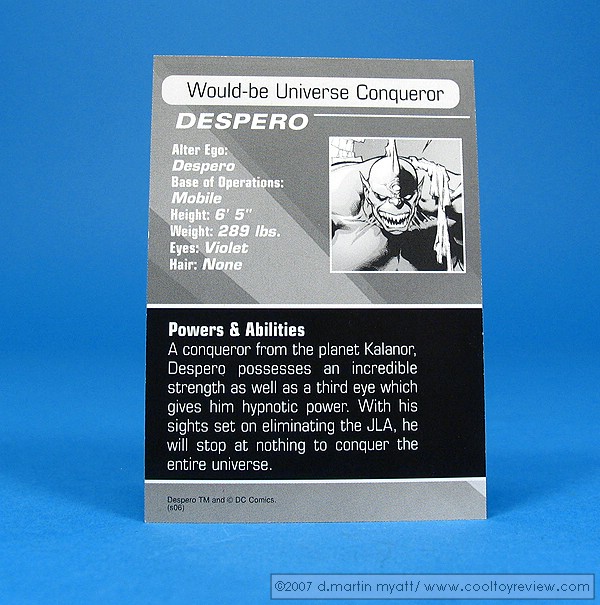 Would-be Universe Conqueror
DESPERO
Alter Ego:
Despero
Base of Operations:
Mobile
Height: 6' 5"
Weight: 289 lbs.
Eyes: Violet
Hair: None
Powers & Abilities
A conqueror from the planet Kalanor,
Despero possesses an incredible
strength as well as a third eye which
gives him hypnotic power. With his
sights set on eliminating the JLA, he
will stop at nothing to conquer the
entire universe.
Despero TM and © DC Comics.
(s06)
©2007 d.martin myatt/ www.cooltoyreview.com